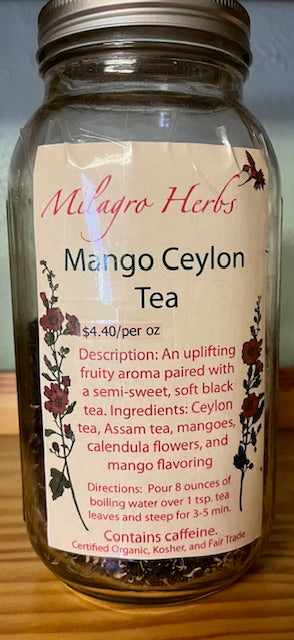 Milagro Herbs
Mango Ceylon
Tea
$4.40/per oz
Description: An uplifting
fruity aroma paired with
a semi-sweet, soft black
tea. Ingredients: Ceylon
tea, Assam tea, mangoes,
calendula flowers, and
mango flavoring
Directions: Pour 8 ounces of
boiling water over 1 tsp. tea
leaves and steep for 3-5 min.
Contains caffeine.
Certified Organic, Kosher, and Fair Trade